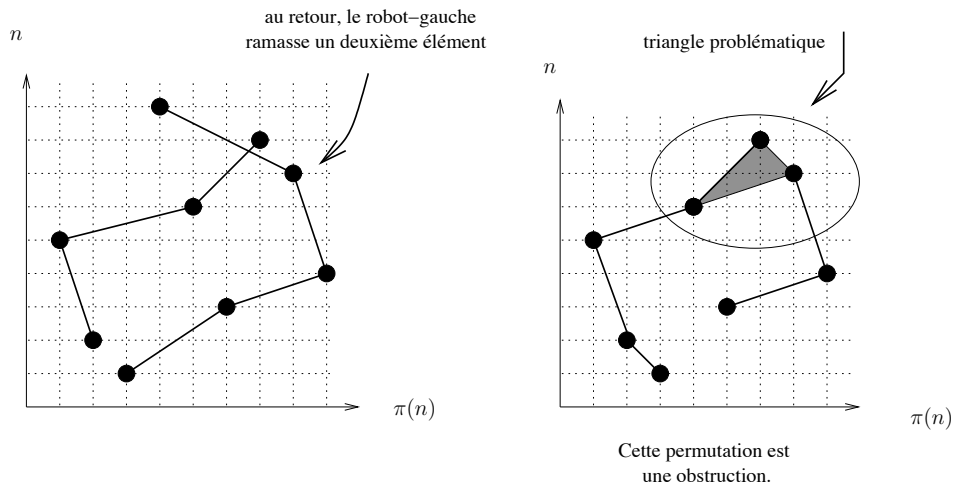 au retour, le robot−gauche
ramasse un deuxième élément
n
π(n)
triangle problématique
n
π(n)
Cette permutation est
une obstruction.